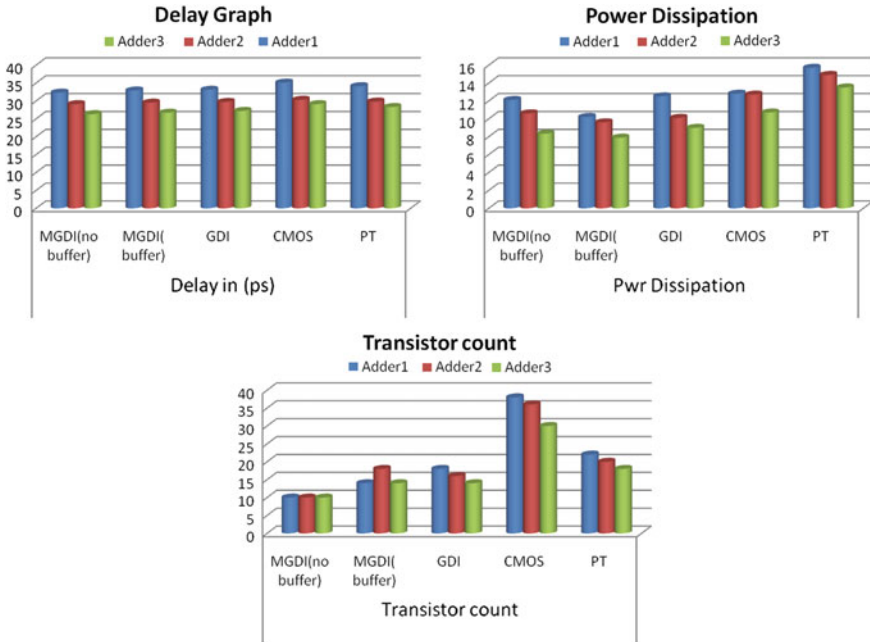 Delay Graph
Adder3 Adder2 Adder1
40
35
30
25
20
15
10
5
0
MGDI(no buffer) MGDI( buffer) GDI CMOS PT
Delay in (ps)
Power Dissipation
Adder1 Adder2 Adder3
16
14
12
10
8
6
4
2
0
MGDI(no buffer) MGDI( buffer) GDI CMOS PT
Pwr Dissipation
Transistor count
Adder1 Adder2 Adder3
40
35
30
25
20
15
10
5
0
MGDI(no buffer) MGDI( buffer) GDI CMOS PT
Transistor count